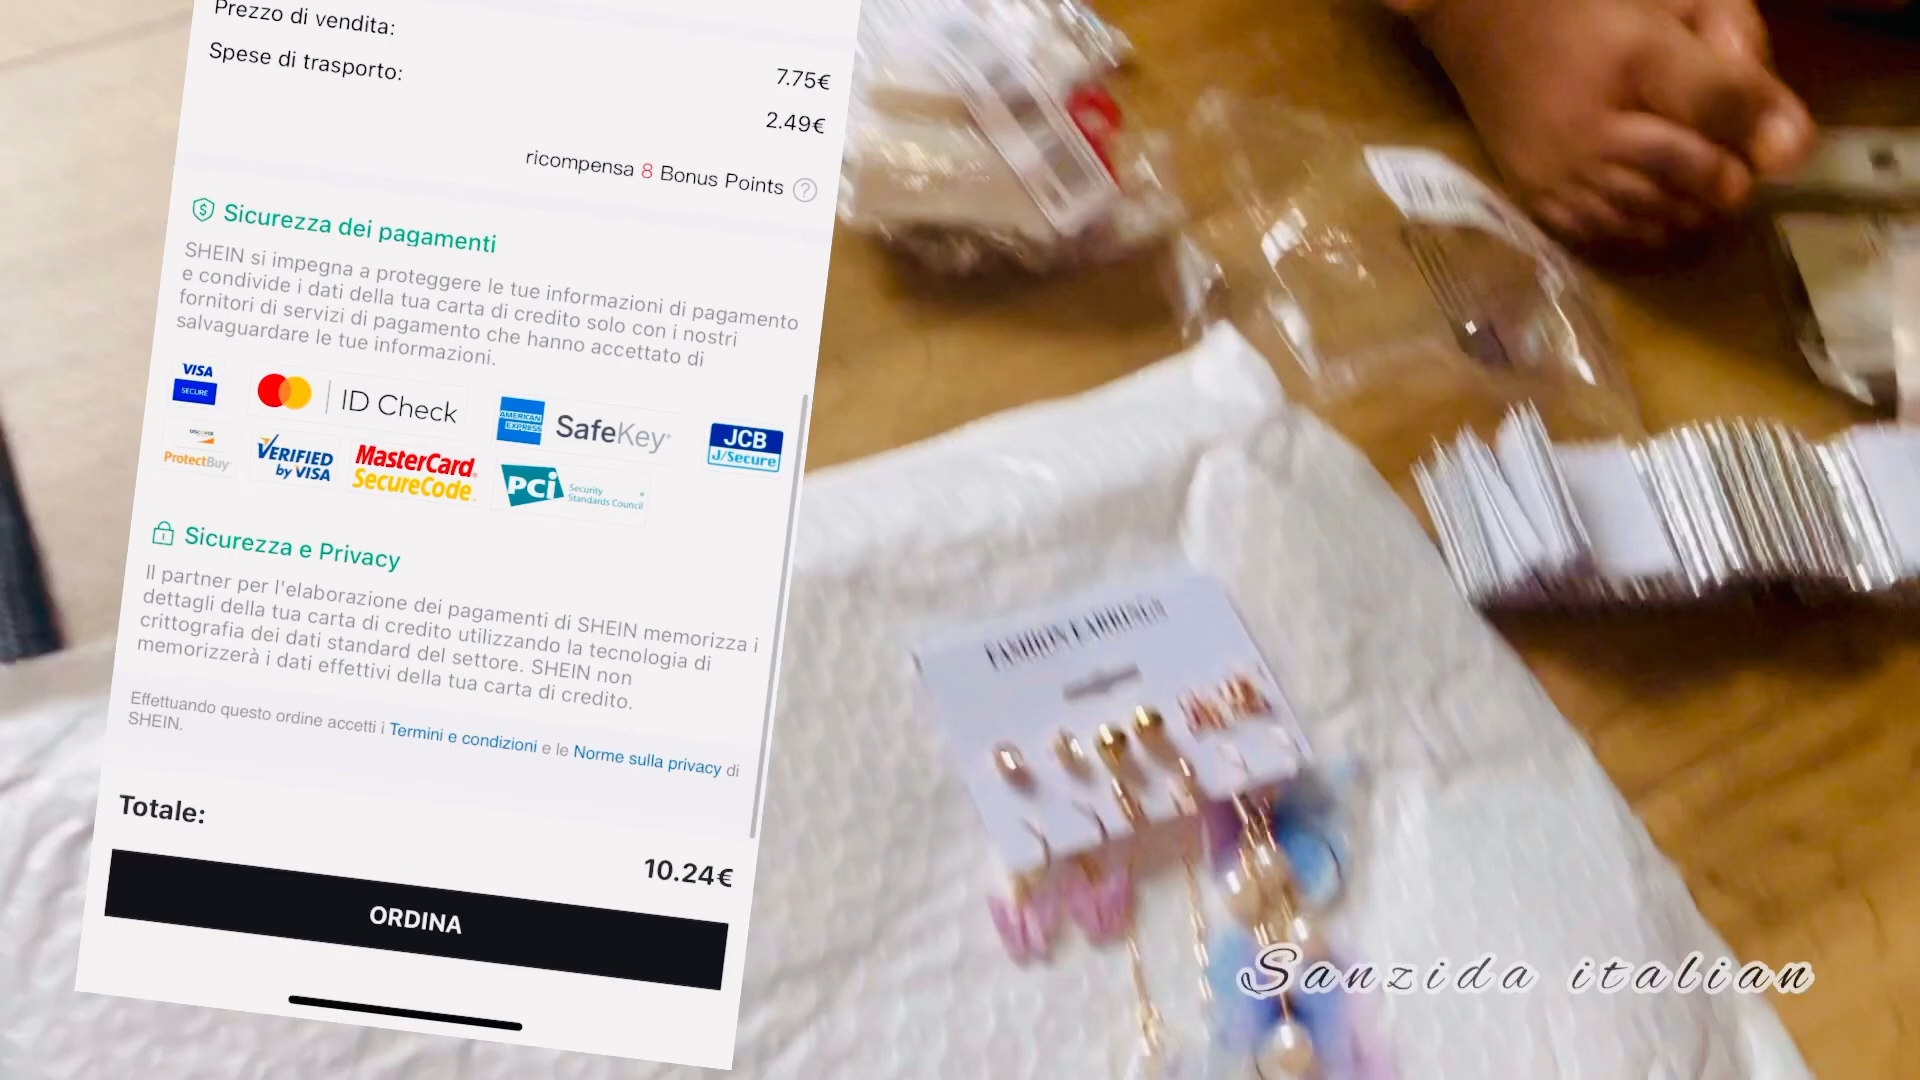 Prezzo di vendita:
7.75€
Spese di trasporto:
2.49€
ricompensa 8 Bonus Points ?
Sicurezza dei pagamenti
SHEIN si impegna a proteggere le tue informazioni di pagamento
e condivide i dati della tua carta di credito solo con i nostri
fornitori di servizi di pagamento che hanno accettato di
salvaguardare le tue informazioni.
VISA
SECURE
ID Check
AMERICAN
EXPRESS
SafeKey
JCB
J/Secure
DISCOVER
ProtectBuy
VERIFIED
by VISA
MasterCard
SecureCode
PCI
Security
Standards Council
Sicurezza e Privacy
Il partner per l'elaborazione dei pagamenti di SHEIN memorizza i
dettagli della tua carta di credito utilizzando la tecnologia di
crittografia dei dati standard del settore. SHEIN non
memorizzerà i dati effettivi della tua carta di credito.
Effettuando questo ordine accetti i Termini e condizioni e le Norme sulla privacy di
SHEIN.
Totale:
10.24€
ORDINA
FASHION EARRINGS
Sanzida italian